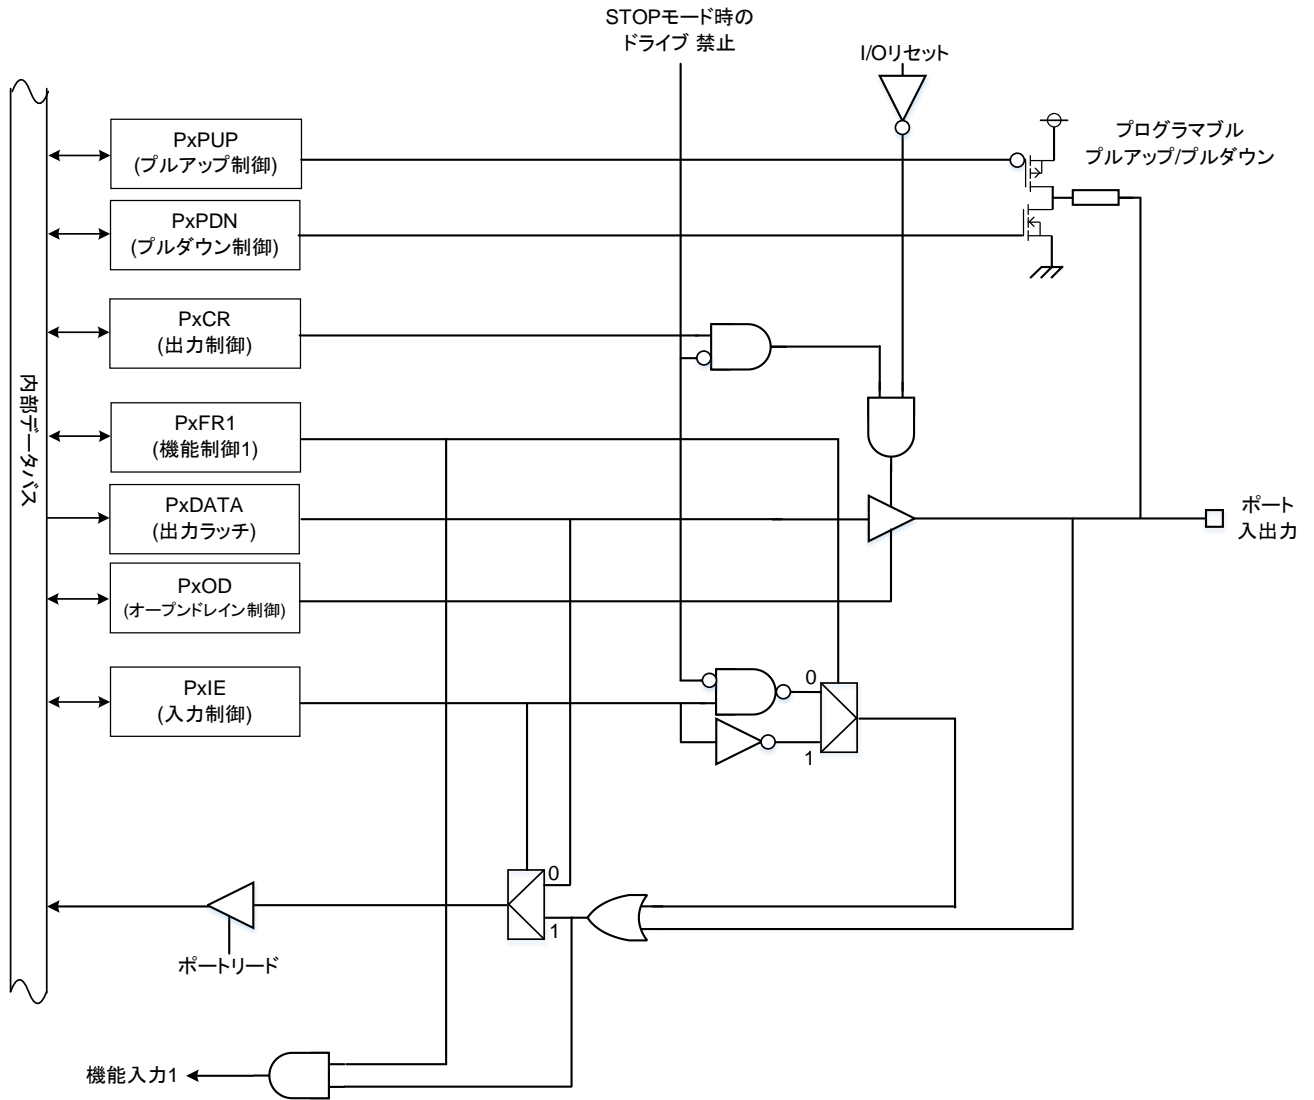 STOPモード時の
ドライブ 禁止
I/Oリセット
プログラマブル
プルアップ/プルダウン
PxPUP
(プルアップ制御)
PxPDN
(プルダウン制御)
PxCR
(出力制御)
内部データバス
PxFR1
(機能制御1)
PxDATA
(出力ラッチ)
ポート
入出力
PxOD
(オープンドレイン制御)
PxIE
(入力制御)
0
1
0
1
ポートリード
機能入力1